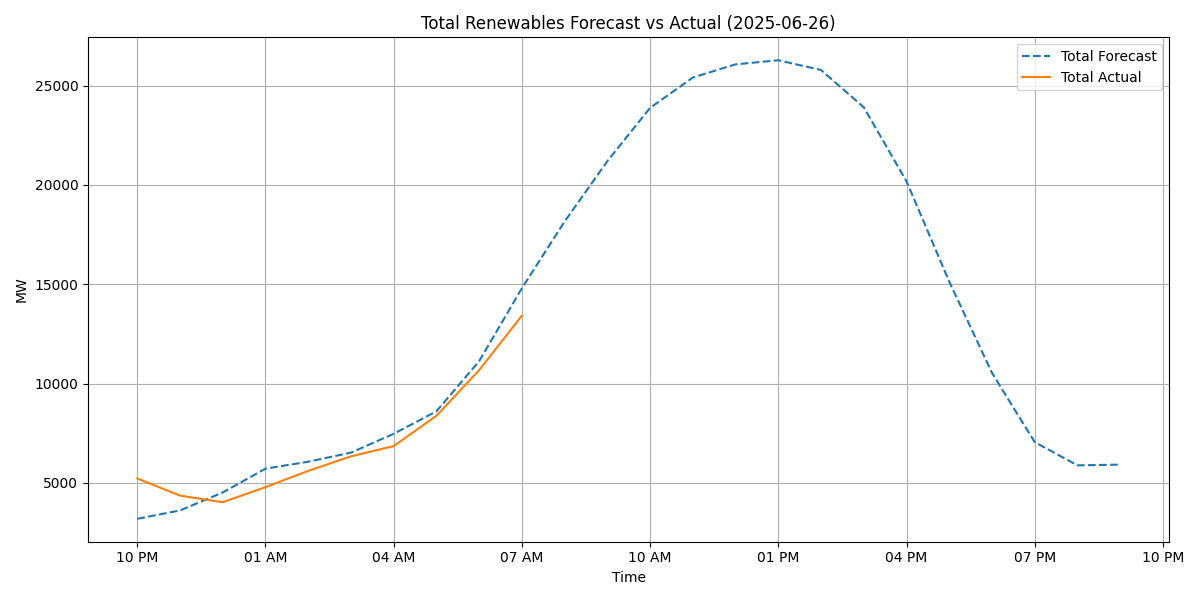 Total Renewables Forecast vs Actual (2025-06-26)
Total Forecast
Total Actual
25000
20000
15000
10000
5000
MW
10 PM 01 AM 04 AM 07 AM 10 AM 01 PM 04 PM 07 PM 10 PM
Time